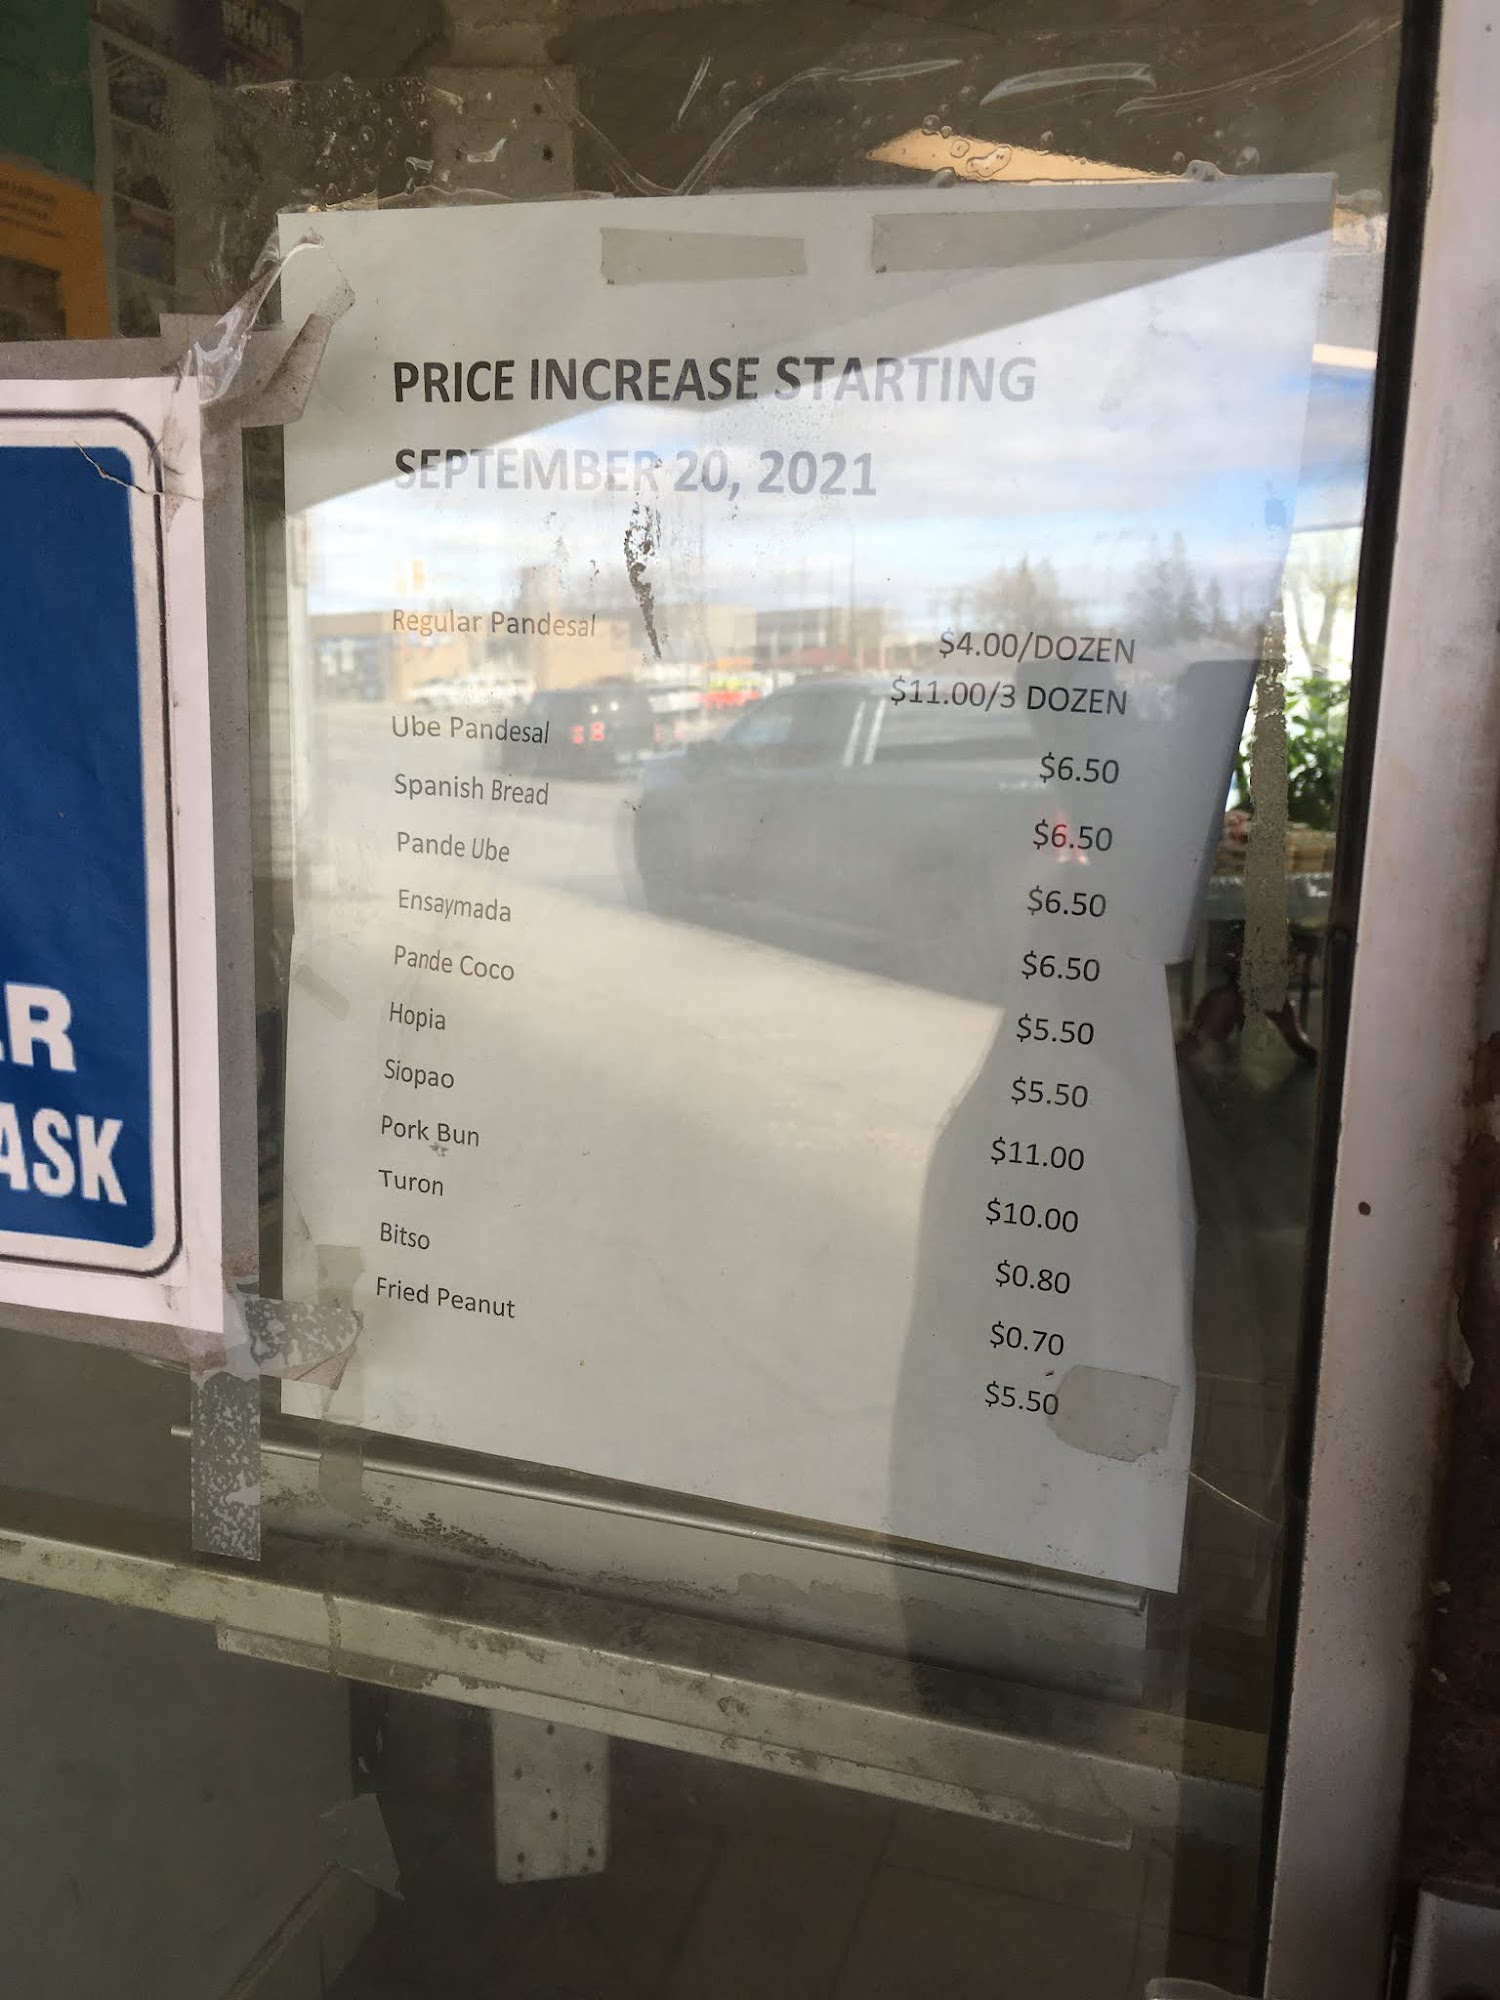 PRICE INCREASE STARTING
SEPTEMBER 20, 2021
Regular Pandesal $4.00/DOZEN
$11.00/3 DOZEN
Ube Pandesal $6.50
Spanish Bread $6.50
Pande Ube $6.50
Ensaymada $6.50
Pande Coco $5.50
Hopia $5.50
Siopao $11.00
Pork Bun $10.00
Turon $0.80
Bitso $0.70
Fried Peanut $5.50
R
ASK